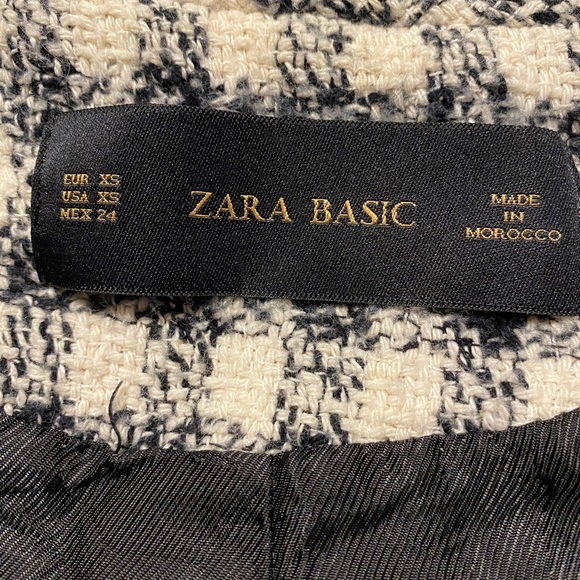 EUR XS
USA XS
MEX 24
ZARA BASIC
MADE
IN
MOROCCO